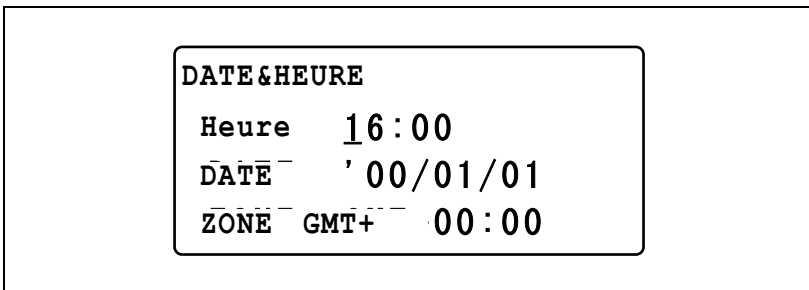 DATE&HEURE
Heure 16:00
DATE '00/01/01
ZONE GMT+ 00:00